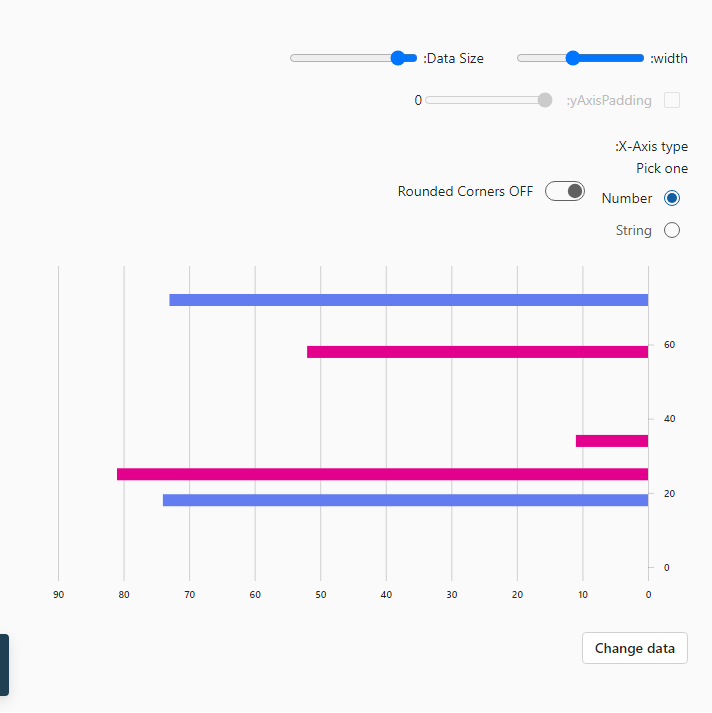 :width
:Data Size
:yAxisPadding
0
:X-Axis type
Pick one
Number
Rounded Corners OFF
String
60
40
20
0
90 80 70 60 50 40 30 20 10 0
Change data